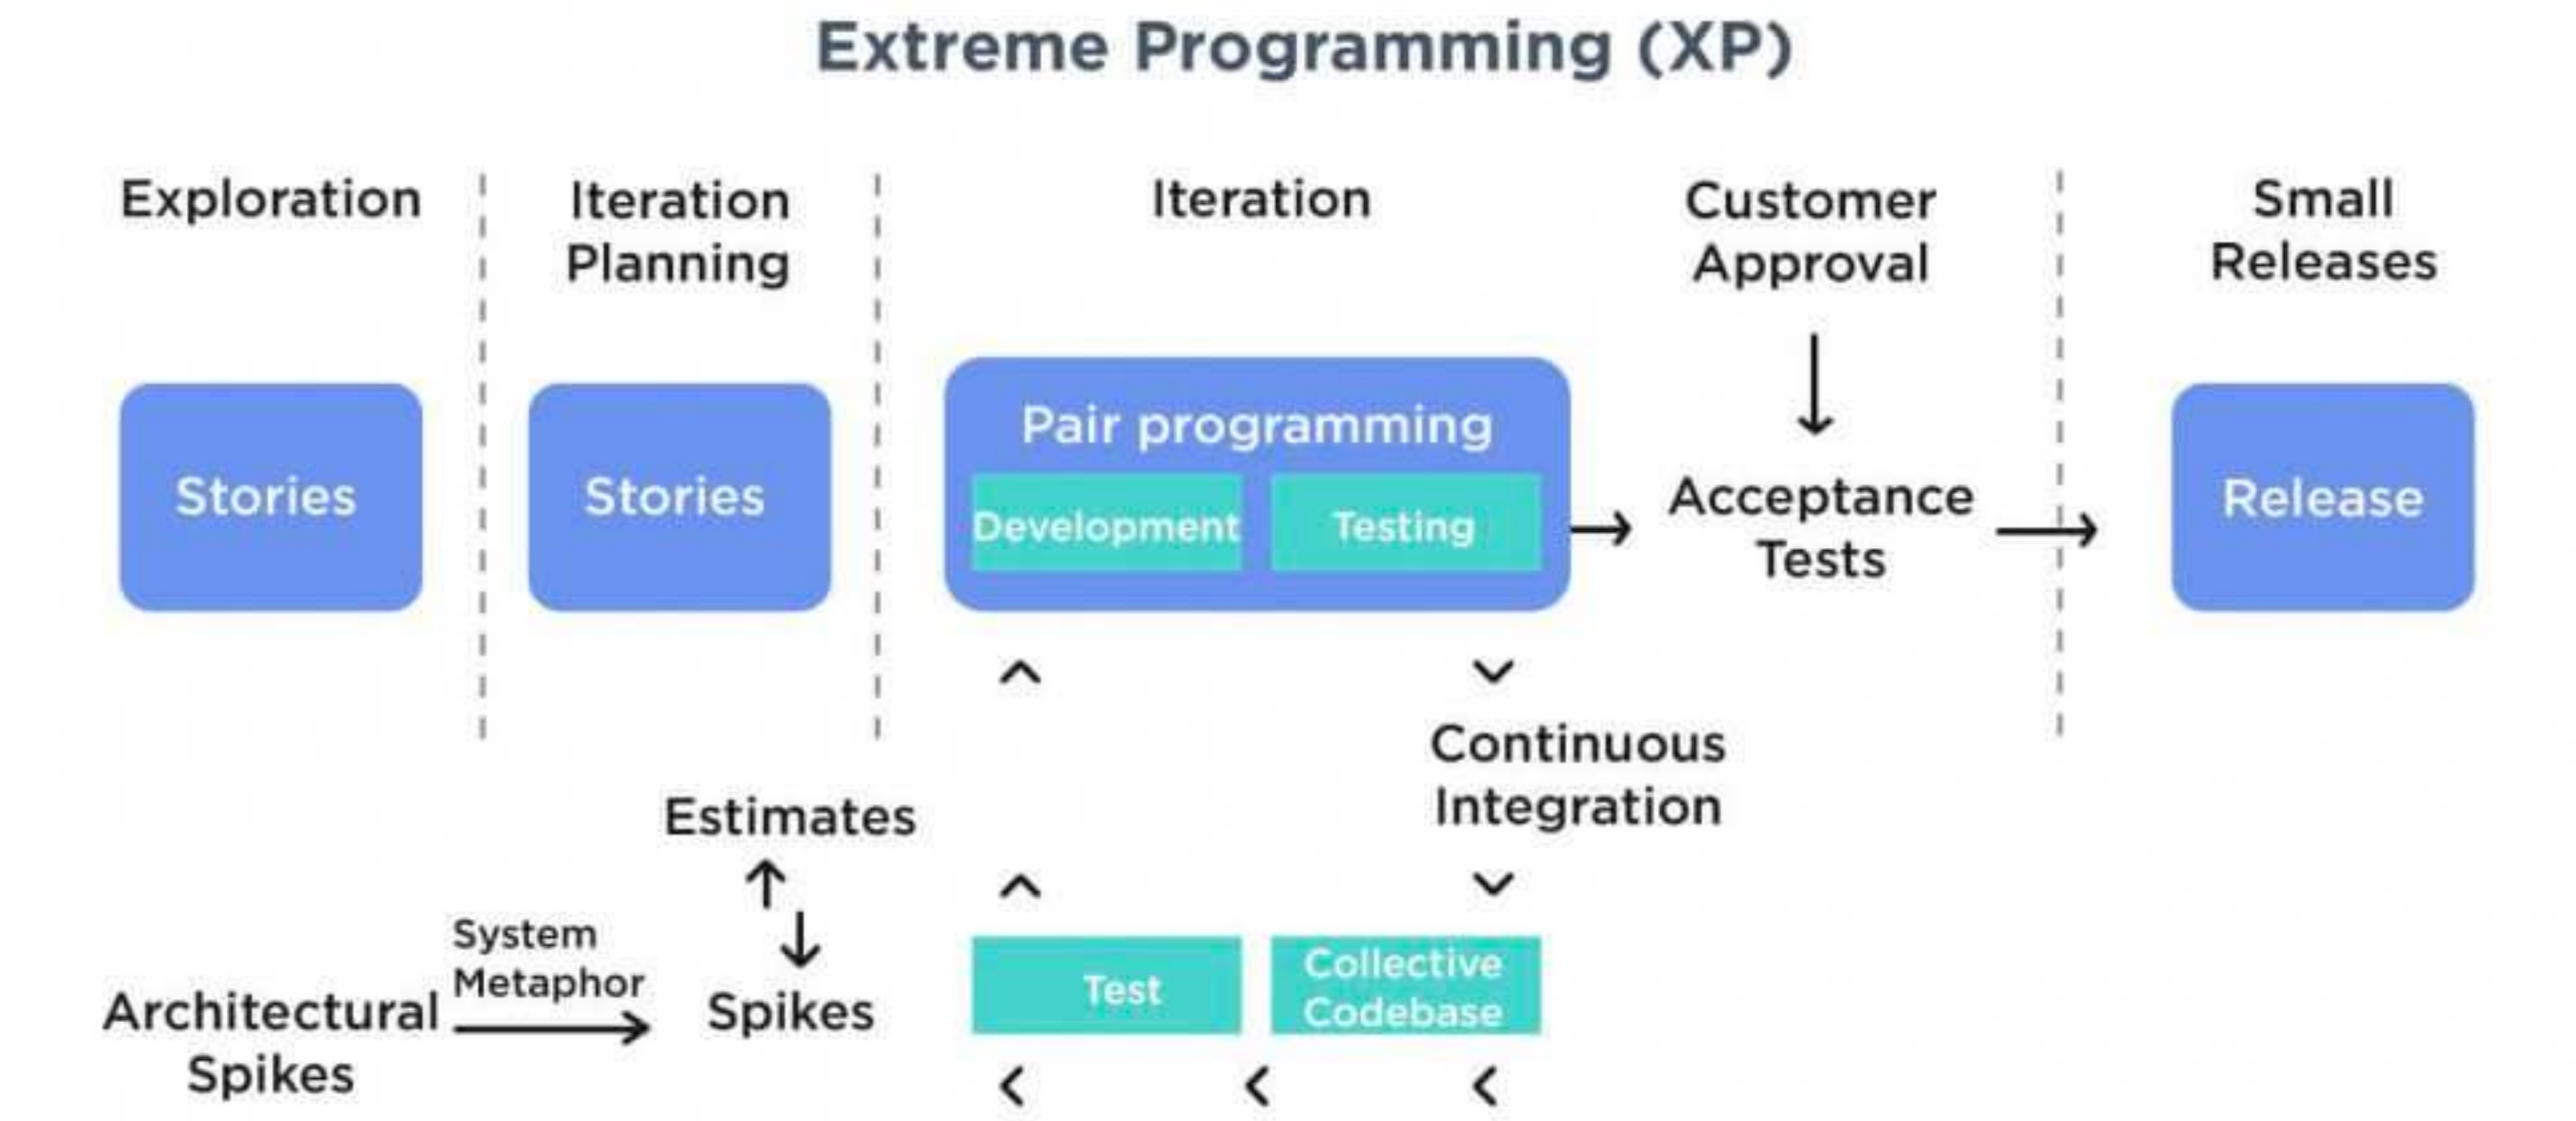 Extreme Programming (XP)
Exploration
Iteration
Planning
Iteration
Customer
Approval
Small
Releases
Stories
Stories
Pair programming
Development
Testing
Acceptance
Tests
Release
Continuous
Integration
Estimates
System
Metaphor
Architectural
Spikes
Spikes
Test
Collective
Codebase